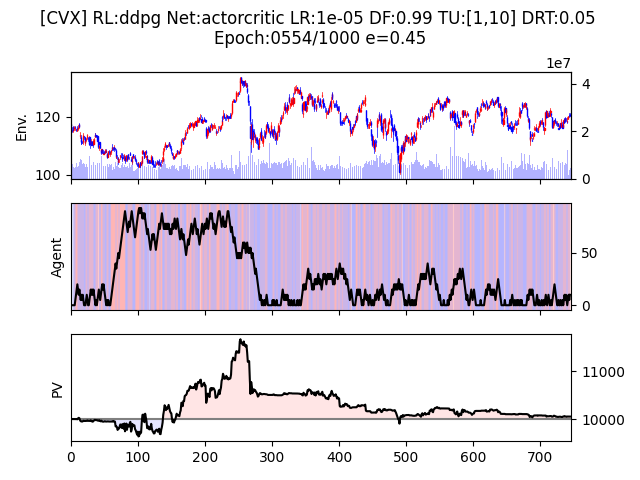 [CVX] RL:ddpg Net:actorcritic LR:1e-05 DF:0.99 TU:[1,10] DRT:0.05
Epoch:0554/1000 e=0.45
1e7
Env.
120
100
4
2
0
Agent
50
0
PV
11000
10000
0 100 200 300 400 500 600 700